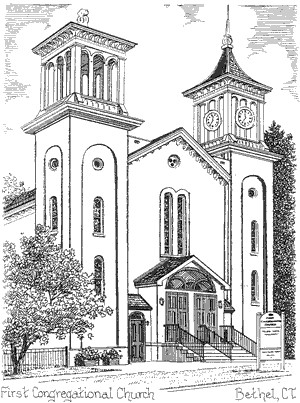 First Congregational Church
Bethel, CT